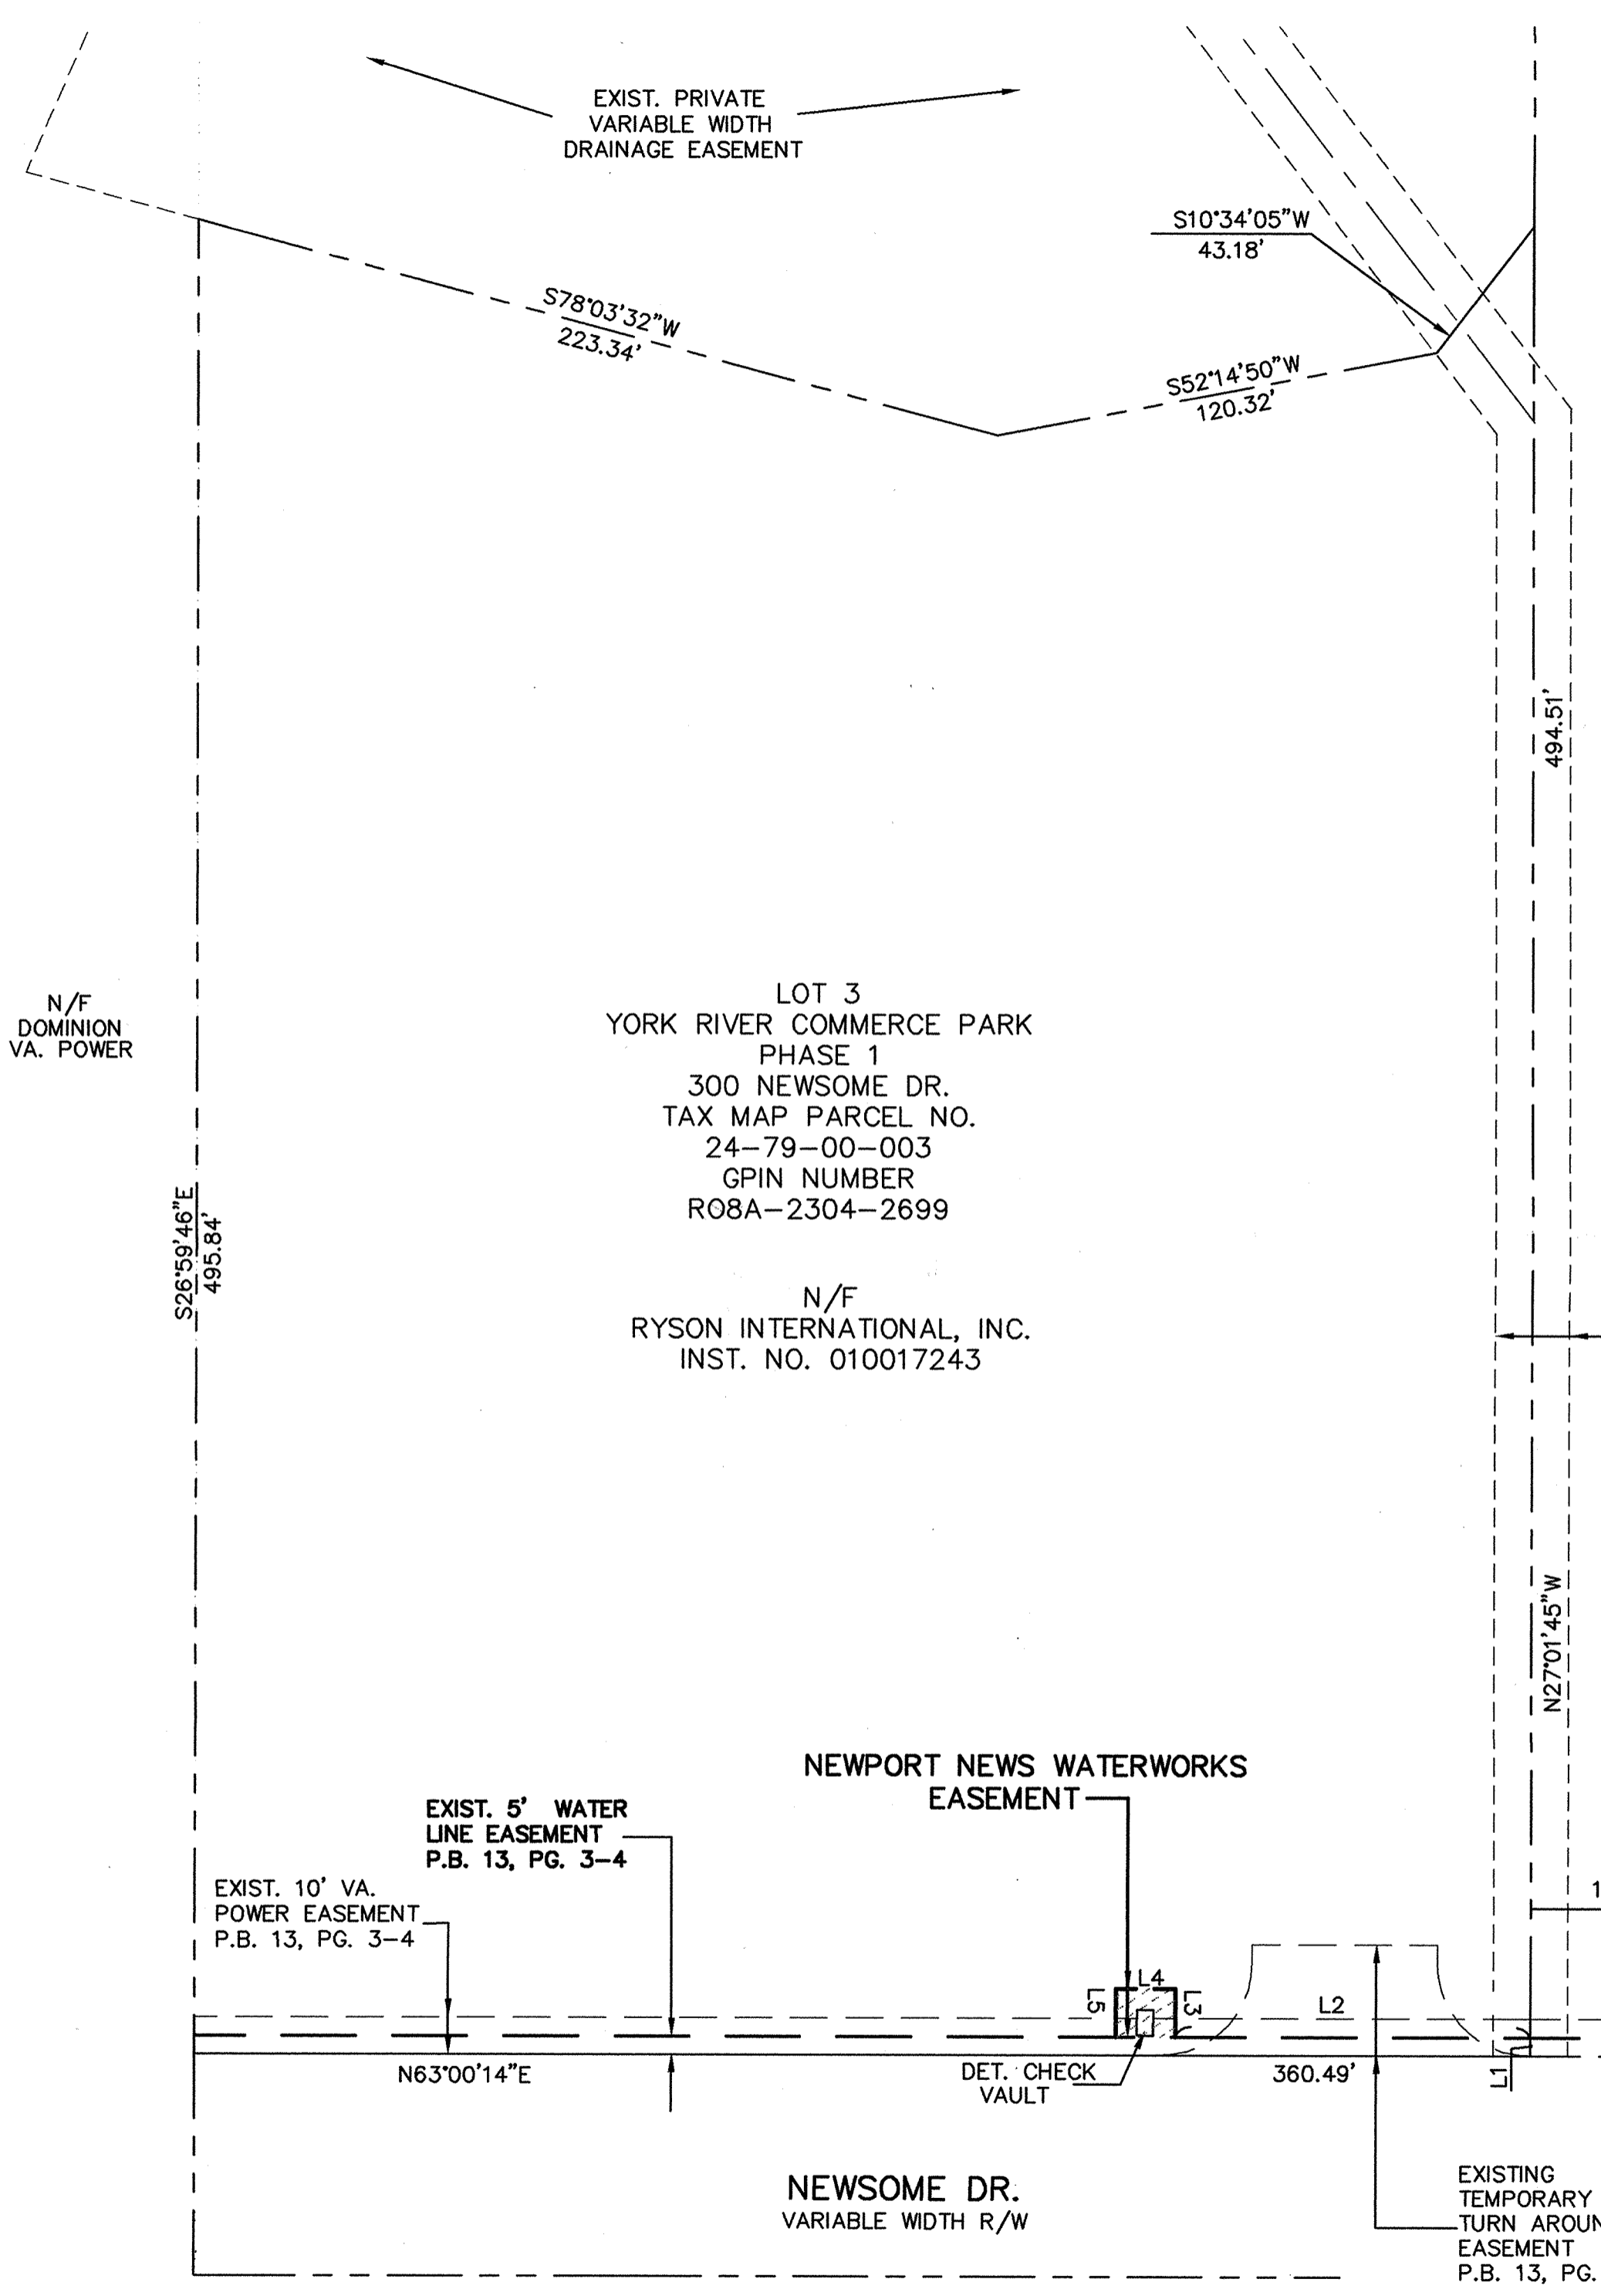 EXIST. PRIVATE
VARIABLE WIDTH
DRAINAGE EASEMENT
S10°34'05"W
43.18'
S78°03'32"W
223.34'
S52°14'50"W
120.32'
494.51'
N/F
DOMINION
VA. POWER
LOT 3
YORK RIVER COMMERCE PARK
PHASE 1
300 NEWSOME DR.
TAX MAP PARCEL NO.
24-79-00-003
GPIN NUMBER
RO8A-2304-2699
S26°59'46"E
495.84'
N/F
RYSON INTERNATIONAL, INC.
INST. NO. 010017243
N27°01'45"W
NEWPORT NEWS WATERWORKS
EASEMENT
EXIST. 5' WATER
LINE EASEMENT
P.B. 13, PG. 3-4
EXIST. 10' VA.
POWER EASEMENT
P.B. 13, PG. 3-4
1
L5
L4
L3
L2
N63°00'14"E
DET. CHECK
VAULT
360.49'
L1
NEWSOME DR.
VARIABLE WIDTH R/W
EXISTING
TEMPORARY
TURN AROUN
EASEMENT
P.B. 13, PG.